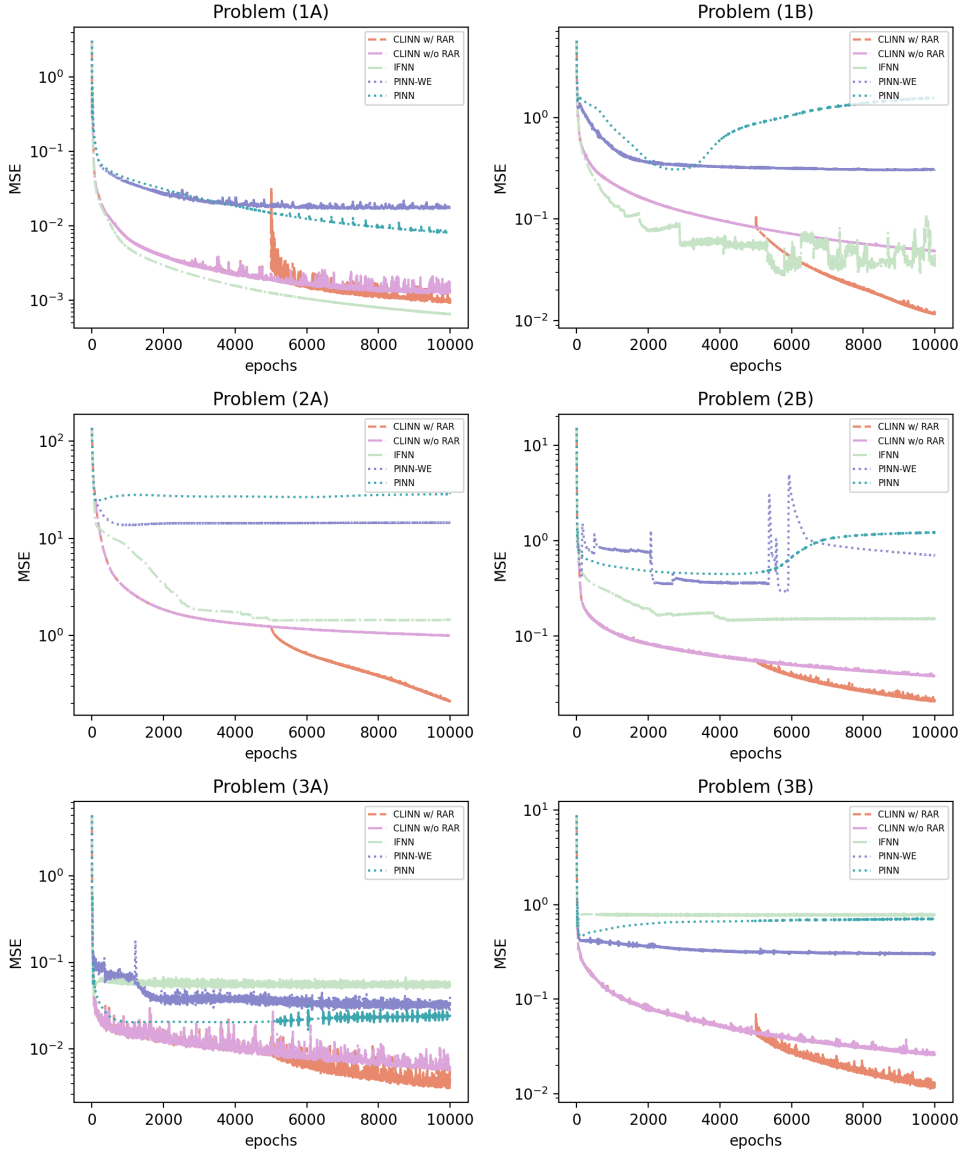 Problem (1A)
MSE
10^0
10^-1
10^-2
10^-3
0 2000 4000 6000 8000 10000
epochs
CLINN w/ RAR
CLINN w/o RAR
IFNN
PINN-WE
PINN
Problem (1B)
MSE
10^0
10^-1
10^-2
0 2000 4000 6000 8000 10000
epochs
CLINN w/ RAR
CLINN w/o RAR
IFNN
PINN-WE
PINN
Problem (2A)
MSE
10^2
10^1
10^0
0 2000 4000 6000 8000 10000
epochs
CLINN w/ RAR
CLINN w/o RAR
IFNN
PINN-WE
PINN
Problem (2B)
MSE
10^1
10^0
10^-1
0 2000 4000 6000 8000 10000
epochs
CLINN w/ RAR
CLINN w/o RAR
IFNN
PINN-WE
PINN
Problem (3A)
MSE
10^0
10^-1
10^-2
0 2000 4000 6000 8000 10000
epochs
CLINN w/ RAR
CLINN w/o RAR
IFNN
PINN-WE
PINN
Problem (3B)
MSE
10^1
10^0
10^-1
10^-2
0 2000 4000 6000 8000 10000
epochs
CLINN w/ RAR
CLINN w/o RAR
IFNN
PINN-WE
PINN